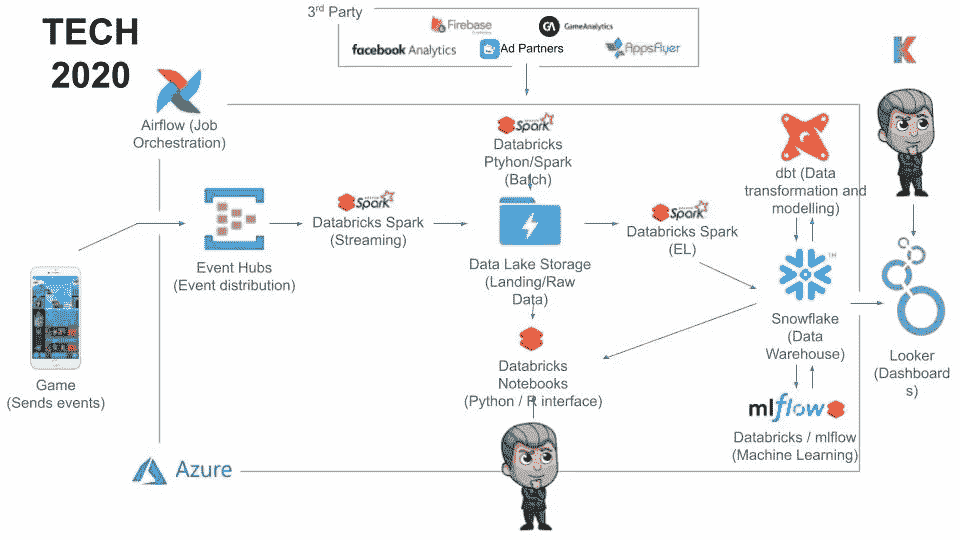 TECH
2020
3rd Party
Firebase
GameAnalytics
facebook Analytics
Ad Partners
AppsFlyer
K
Airflow (Job
Orchestration)
Spark
Databricks
Ptyhon/Spark
(Batch)
dbt (Data
transformation and
modelling)
Spark
Databricks Spark
(Streaming)
Spark
Databricks Spark
(EL)
Event Hubs
(Event distribution)
Data Lake Storage
(Landing/Raw
Data)
TM
Snowflake
(Data
Warehouse)
Looker
(Dashboard
s)
Game
(Sends events)
Databricks
Notebooks
(Python / R interface)
mlflow
Databricks / mlflow
(Machine Learning)
Azure